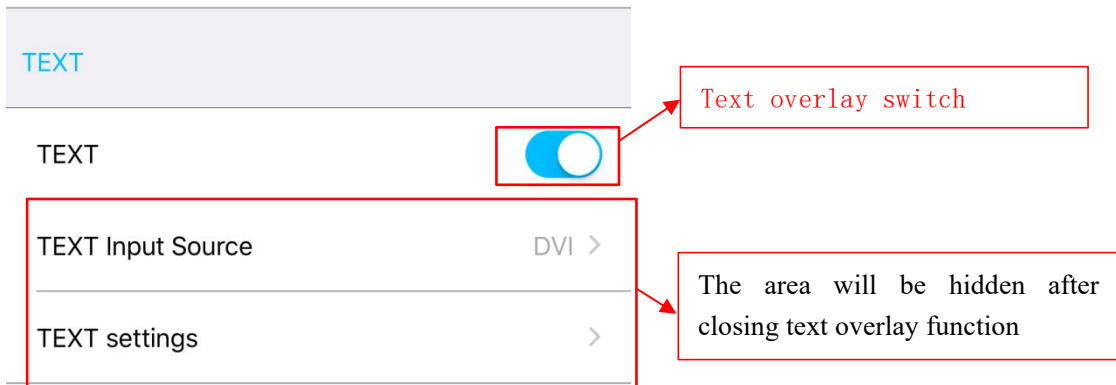 TEXT
Text overlay switch
TEXT
TEXT Input Source
DVI >
The area will be hidden after
closing text overlay function
TEXT settings
>